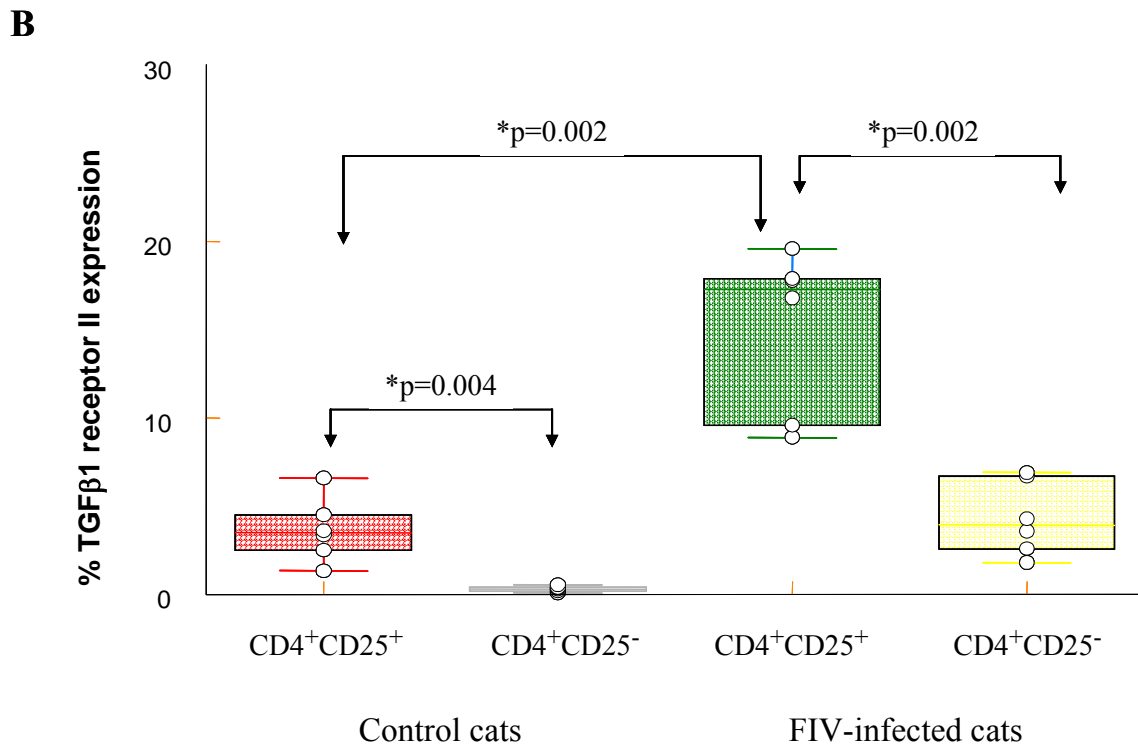 B
% TGFβ1 receptor II expression
30
20
10
0
*p=0.002
*p=0.002
*p=0.004
CD4⁺CD25⁺
CD4⁺CD25⁻
CD4⁺CD25⁺
CD4⁺CD25⁻
Control cats
FIV-infected cats